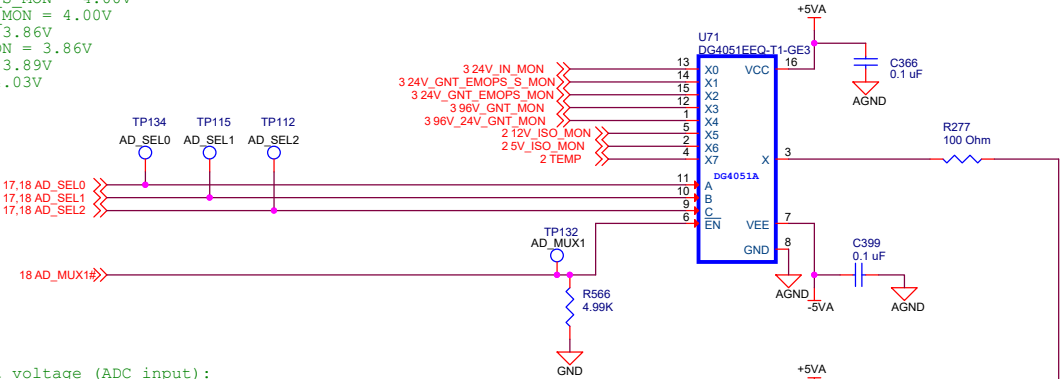 MON = 4.00V
3.86V
ON = 3.86V
3.89V
.03V
+5VA
U71
DG4051EEQ-T1-GE3
3 24V_IN_MON
13
X0
VCC
16
C366
0.1 uF
AGND
3 24V_GNT_EMOPS_S_MON
14
X1
3 24V_GNT_EMOPS_MON
15
X2
3 96V_GNT_MON
12
X3
3 96V_24V_GNT_MON
1
X4
2 12V_ISO_MON
5
X5
2 5V_ISO_MON
2
X6
2 TEMP
4
X7
X
3
R277
100 Ohm
DG4051A
TP134
AD_SEL0
TP115
AD_SEL1
TP112
AD_SEL2
17,18 AD_SEL0
11
A
17,18 AD_SEL1
10
B
17,18 AD_SEL2
9
C
6
EN
VEE
7
GND
8
AGND
C399
0.1 uF
AGND
-5VA
TP132
AD_MUX1
18 AD_MUX1#
R566
4.99K
GND
voltage (ADC input):
+5VA